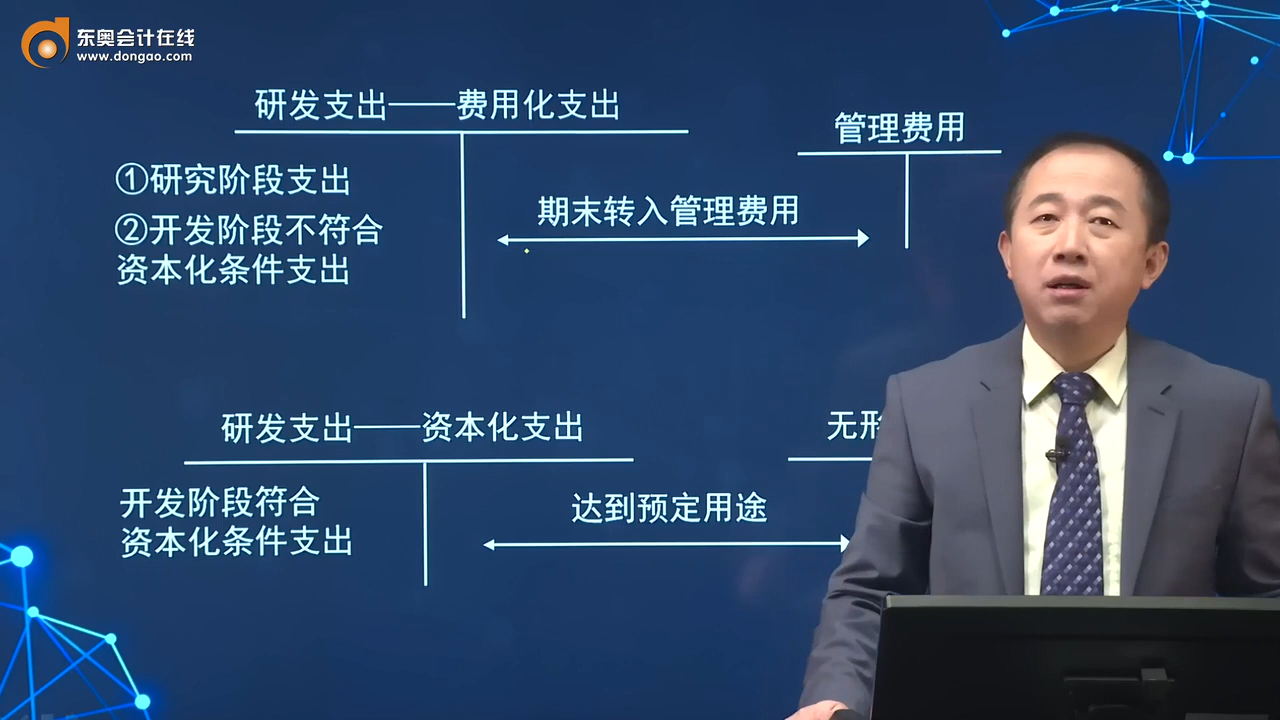 东奥会计在线
www.dongao.com
研发支出——费用化支出
管理费用
①研究阶段支出
②开发阶段不符合
资本化条件支出
期末转入管理费用
研发支出——资本化支出
无形
开发阶段符合
资本化条件支出
达到预定用途